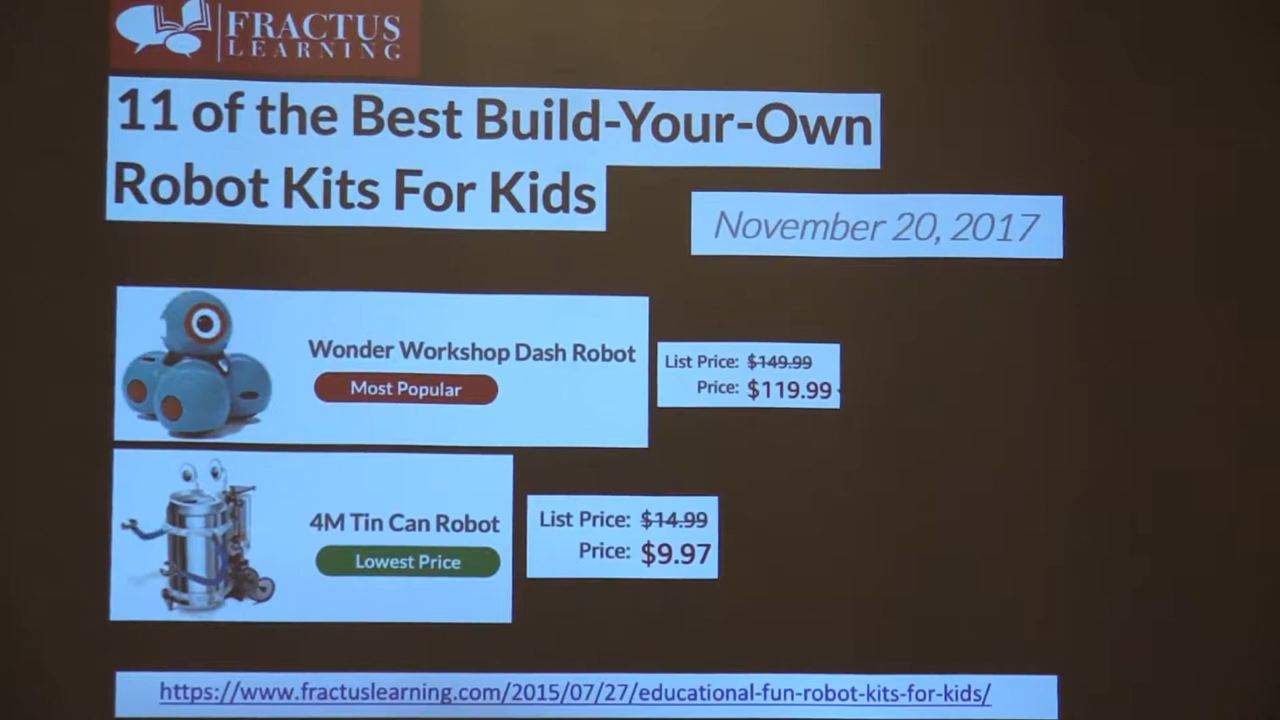 FRACTUS
LEARNING
11 of the Best Build-Your-Own
Robot Kits For Kids
November 20, 2017
Wonder Workshop Dash Robot
Most Popular
List Price: $149.99
Price: $119.99
4M Tin Can Robot
Lowest Price
List Price: $14.99
Price: $9.97
https://www.fractuslearning.com/2015/07/27/educational-fun-robot-kits-for-kids/